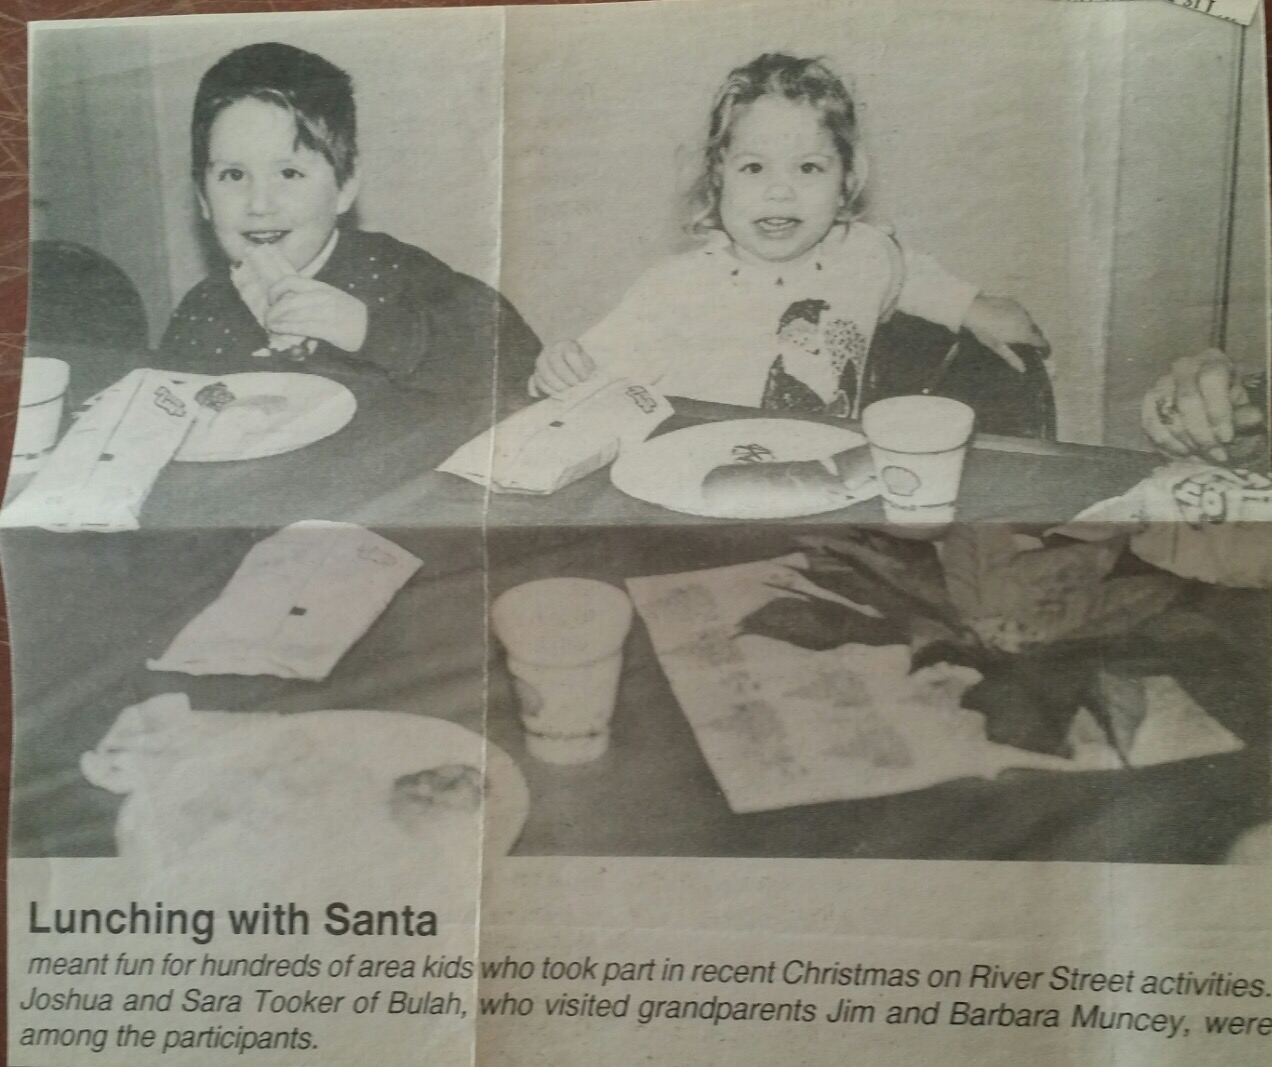 Lunching with Santa
meant fun for hundreds of area kids who took part in recent Christmas on River Street activities.
Joshua and Sara Tooker of Bulah, who visited grandparents Jim and Barbara Muncey, were
among the participants.